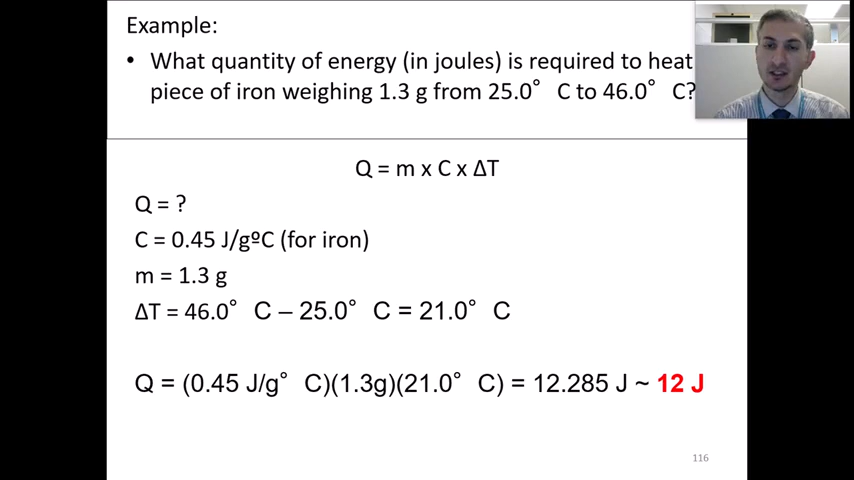 Example:
• What quantity of energy (in joules) is required to heat
piece of iron weighing 1.3 g from 25.0° C to 46.0° C?
Q = m x C x ΔT
Q = ?
C = 0.45 J/gºC (for iron)
m = 1.3 g
ΔT = 46.0° C – 25.0° C = 21.0° C
Q = (0.45 J/g° C)(1.3g)(21.0° C) = 12.285 J ~ 12 J
116